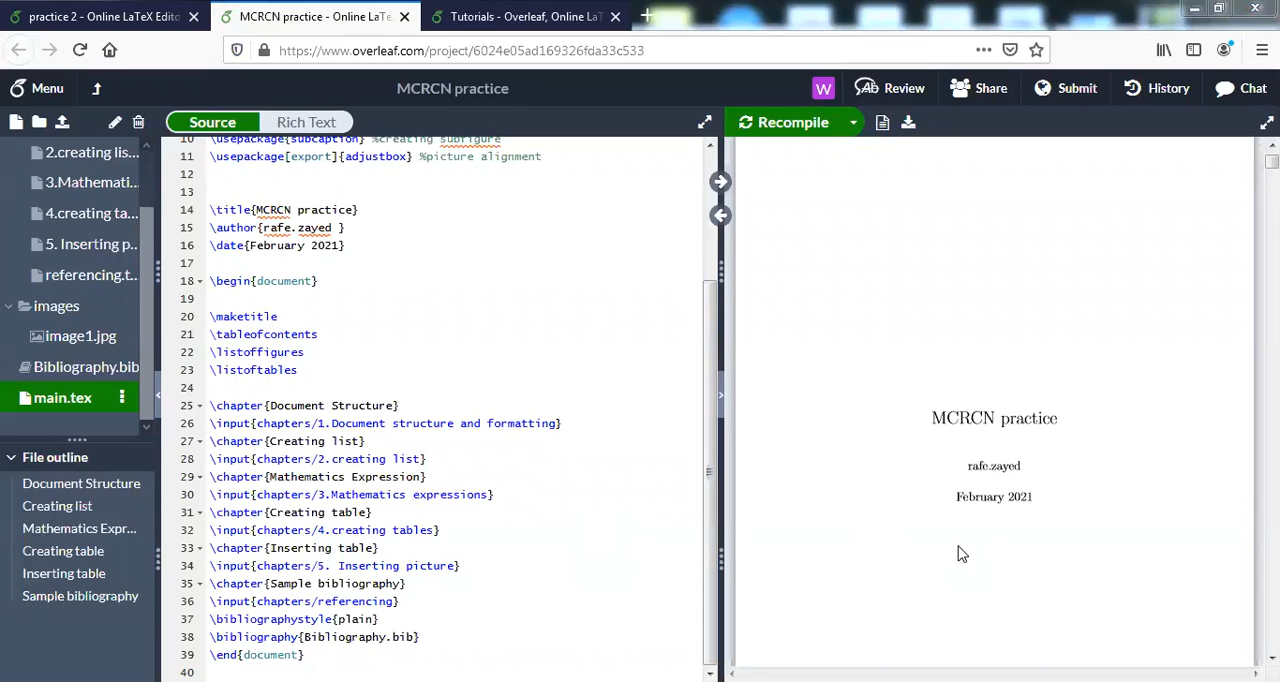 practice 2 - Online LaTeX Edito
MCRCN practice - Online LaTe
Tutorials - Overleaf, Online LaT
https://www.overleaf.com/project/6024e05ad169326fda33c533
Menu
MCRCN practice
W
Review
Share
Submit
History
Chat
Source
Rich Text
Recompile
2.creating lis...
3.Mathemati...
4.creating ta...
5. Inserting p...
referencing.t...
images
image1.jpg
Bibliography.bib
main.tex
File outline
Document Structure
Creating list
Mathematics Expr...
Creating table
Inserting table
Sample bibliography
10 \usepackage{subcaption} %creating subfigure
11 \usepackage[export]{adjustbox} %picture alignment
12
13
14 \title{MCRCN practice}
15 \author{rafe.zayed }
16 \date{February 2021}
17
18 \begin{document}
19
20 \maketitle
21 \tableofcontents
22 \listoffigures
23 \listoftables
24
25 \chapter{Document Structure}
26 \input{chapters/1.Document structure and formatting}
27 \chapter{Creating list}
28 \input{chapters/2.creating list}
29 \chapter{Mathematics Expression}
30 \input{chapters/3.Mathematics expressions}
31 \chapter{Creating table}
32 \input{chapters/4.creating tables}
33 \chapter{Inserting table}
34 \input{chapters/5. Inserting picture}
35 \chapter{Sample bibliography}
36 \input{chapters/referencing}
37 \bibliographystyle{plain}
38 \bibliography{Bibliography.bib}
39 \end{document}
40
MCRCN practice
rafe.zayed
February 2021